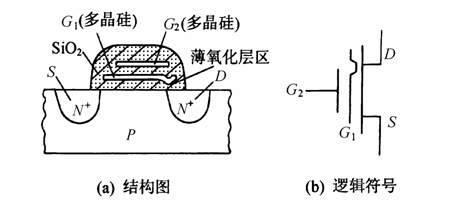 G₁(多晶硅)
G₂(多晶硅)
SiO₂
薄氧化层区
S
D
N⁺
N⁺
P
(a) 结构图
D
G₂
G₁
S
(b) 逻辑符号